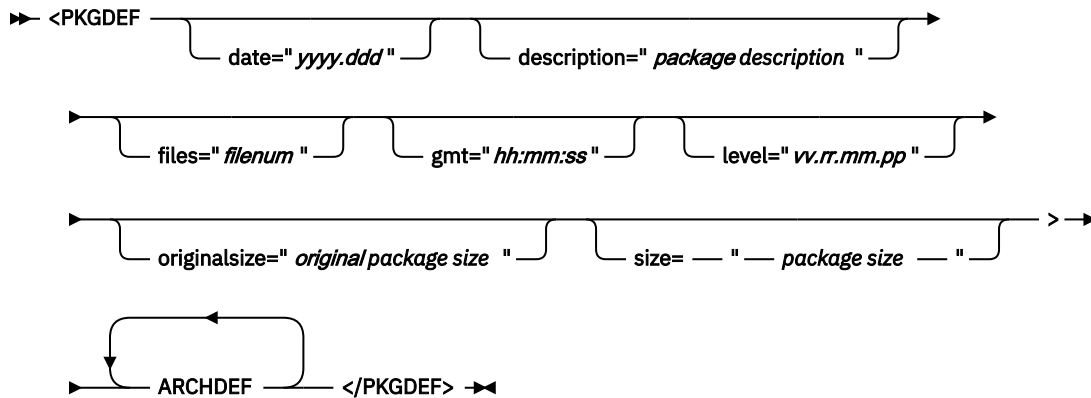 <PKGDEF
date=" yyyy.ddd " description=" package description "
files=" filenum " gmt=" hh:mm:ss " level=" vv.rr.mm.pp "
originalsize=" original package size " size= " package size " >
ARCHDEF </PKGDEF>